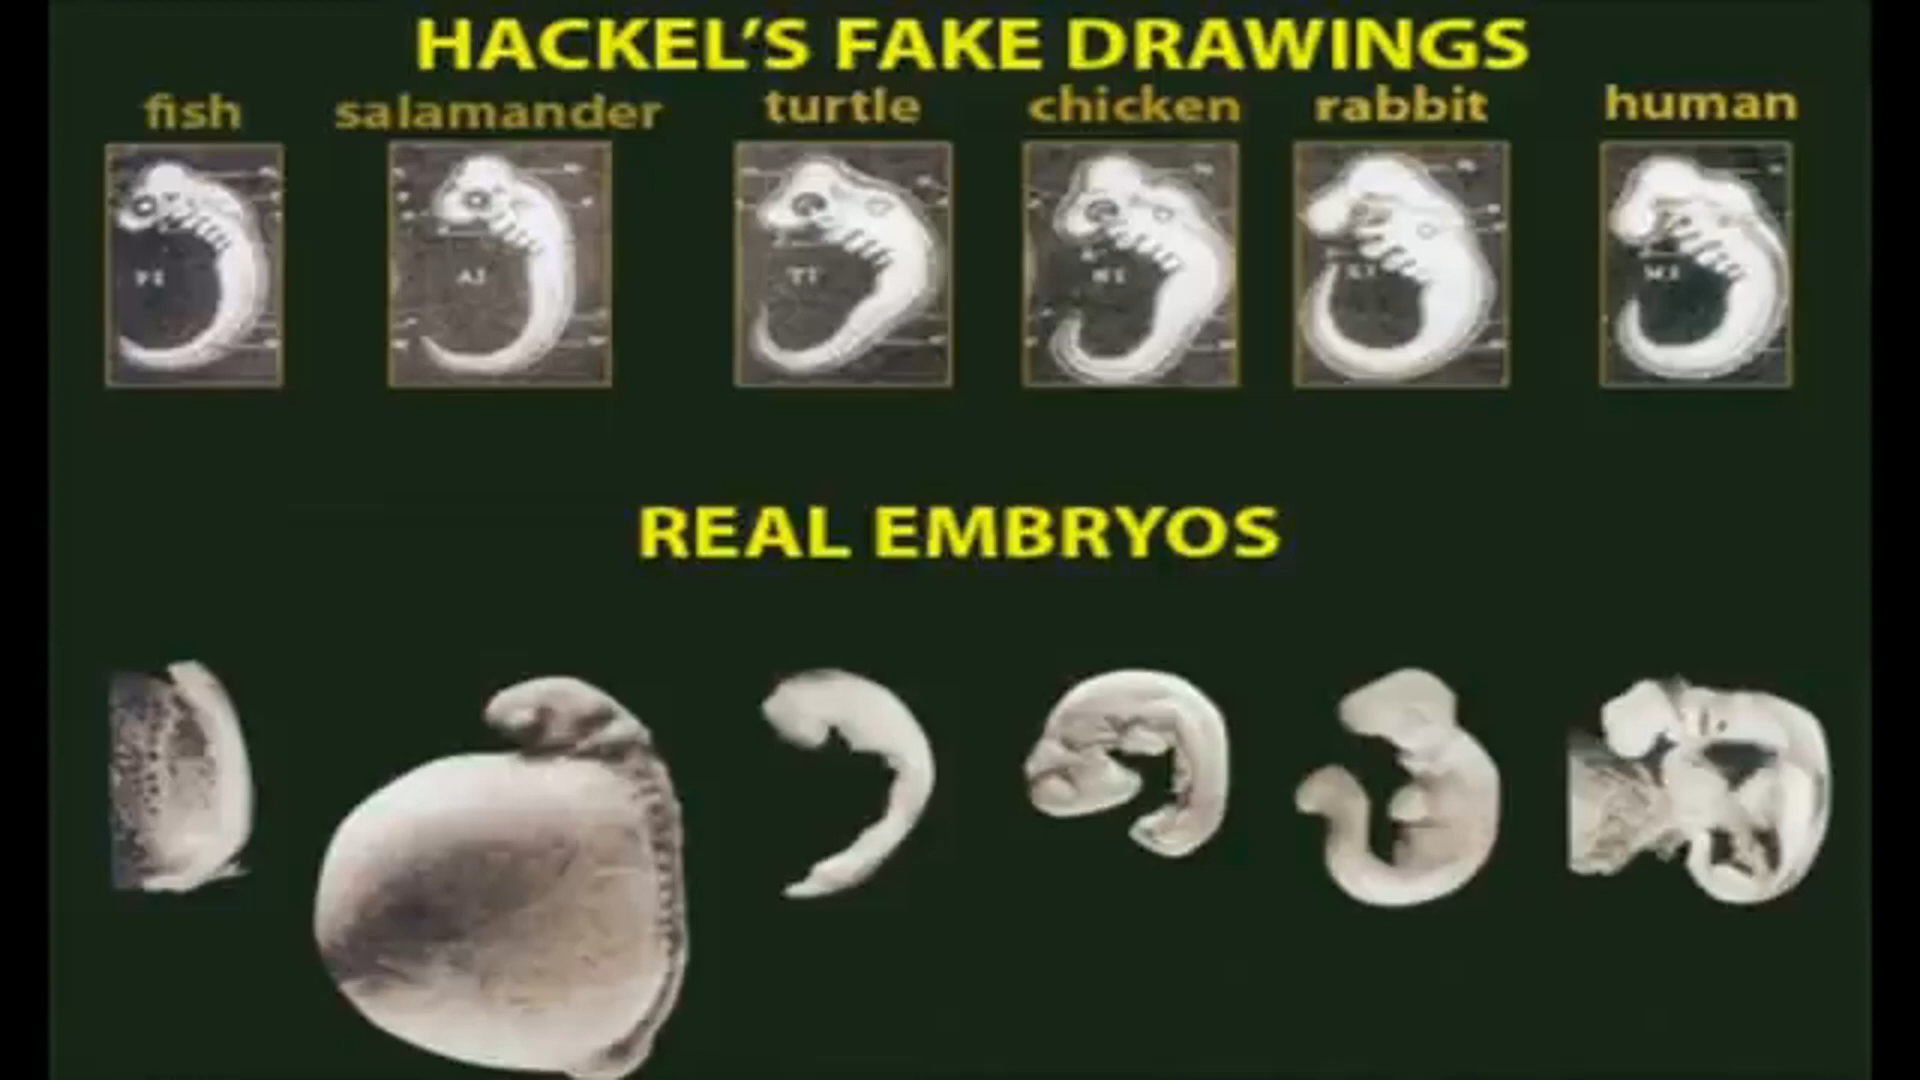 HACKEL'S FAKE DRAWINGS
fish salamander turtle chicken rabbit human
REAL EMBRYOS